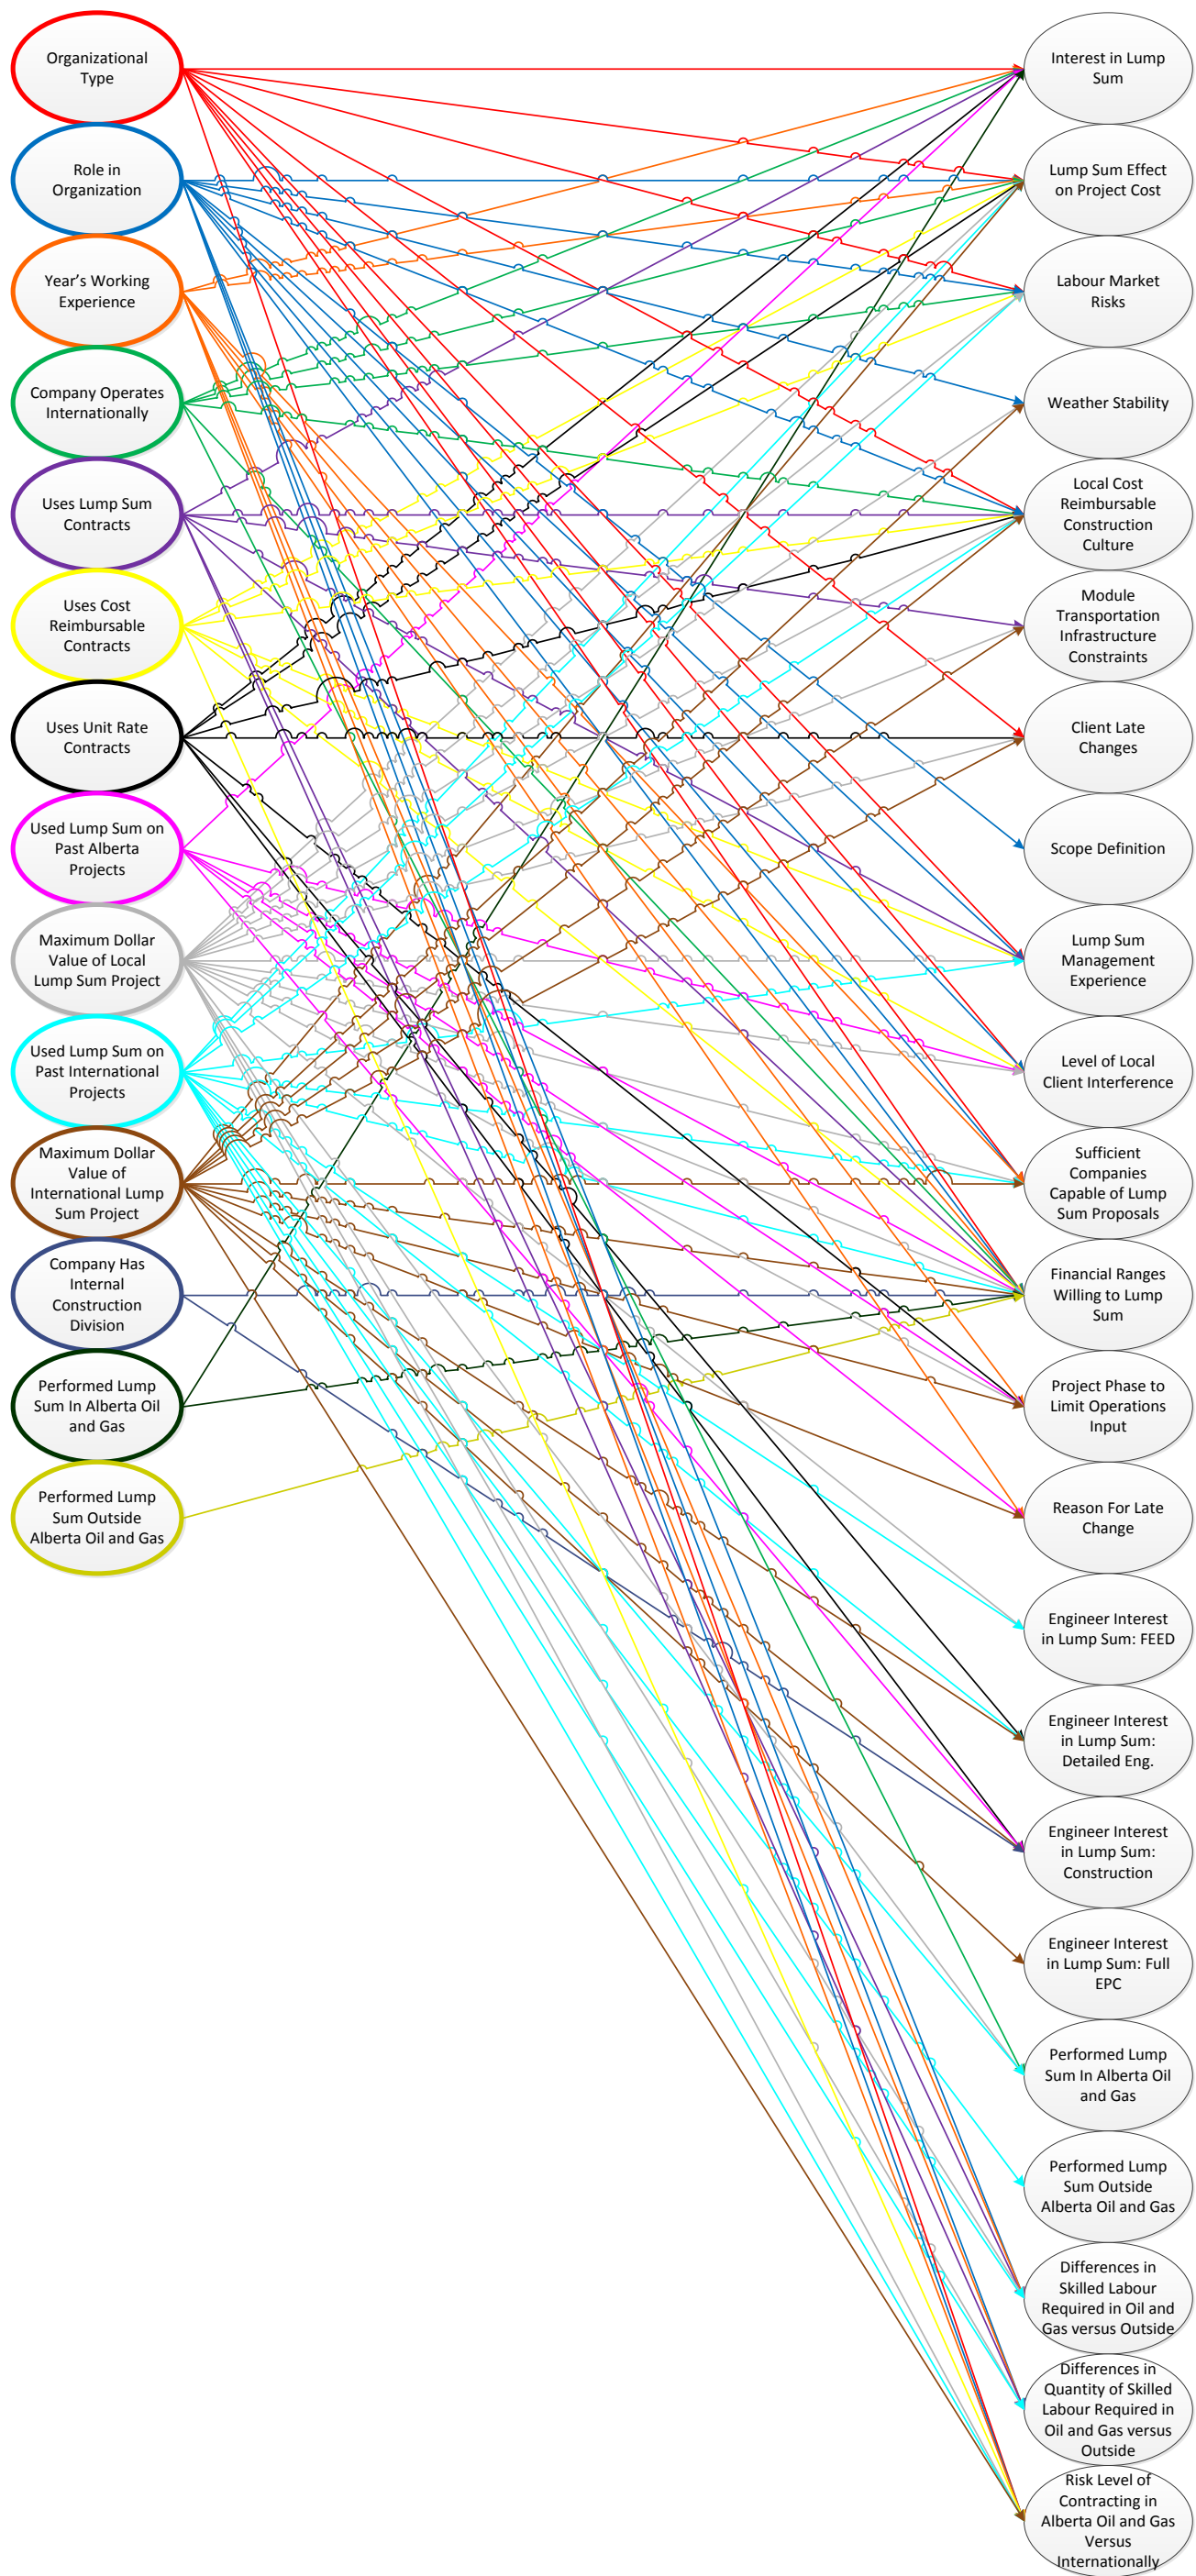 Organizational
Type
Role in
Organization
Year's Working
Experience
Company Operates
Internationally
Uses Lump Sum
Contracts
Uses Cost
Reimbursable
Contracts
Uses Unit Rate
Contracts
Used Lump Sum on
Past Alberta
Projects
Maximum Dollar
Value of Local
Lump Sum Project
Used Lump Sum on
Past International
Projects
Maximum Dollar
Value of
International Lump
Sum Project
Company Has
Internal
Construction
Division
Performed Lump
Sum In Alberta Oil
and Gas
Performed Lump
Sum Outside
Alberta Oil and Gas
Interest in Lump
Sum
Lump Sum Effect
on Project Cost
Labour Market
Risks
Weather Stability
Local Cost
Reimbursable
Construction
Culture
Module
Transportation
Infrastructure
Constraints
Client Late
Changes
Scope Definition
Lump Sum
Management
Experience
Level of Local
Client Interference
Sufficient
Companies
Capable of Lump
Sum Proposals
Financial Ranges
Willing to Lump
Sum
Project Phase to
Limit Operations
Input
Reason For Late
Change
Engineer Interest
in Lump Sum: FEED
Engineer Interest
in Lump Sum:
Detailed Eng.
Engineer Interest
in Lump Sum:
Construction
Engineer Interest
in Lump Sum: Full
EPC
Performed Lump
Sum In Alberta Oil
and Gas
Performed Lump
Sum Outside
Alberta Oil and Gas
Differences in
Skilled Labour
Required in Oil and
Gas versus Outside
Differences in
Quantity of Skilled
Labour Required in
Oil and Gas versus
Outside
Risk Level of
Contracting in
Alberta Oil and Gas
Versus
Internationally